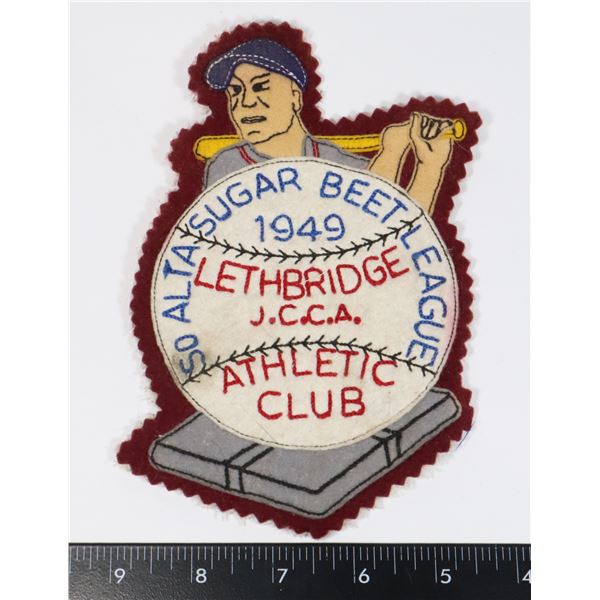 SO ALTA SUGAR BEET LEAGUE
1949
LETHBRIDGE
J.C.C.A.
ATHLETIC
CLUB
9 8 7 6 5 4